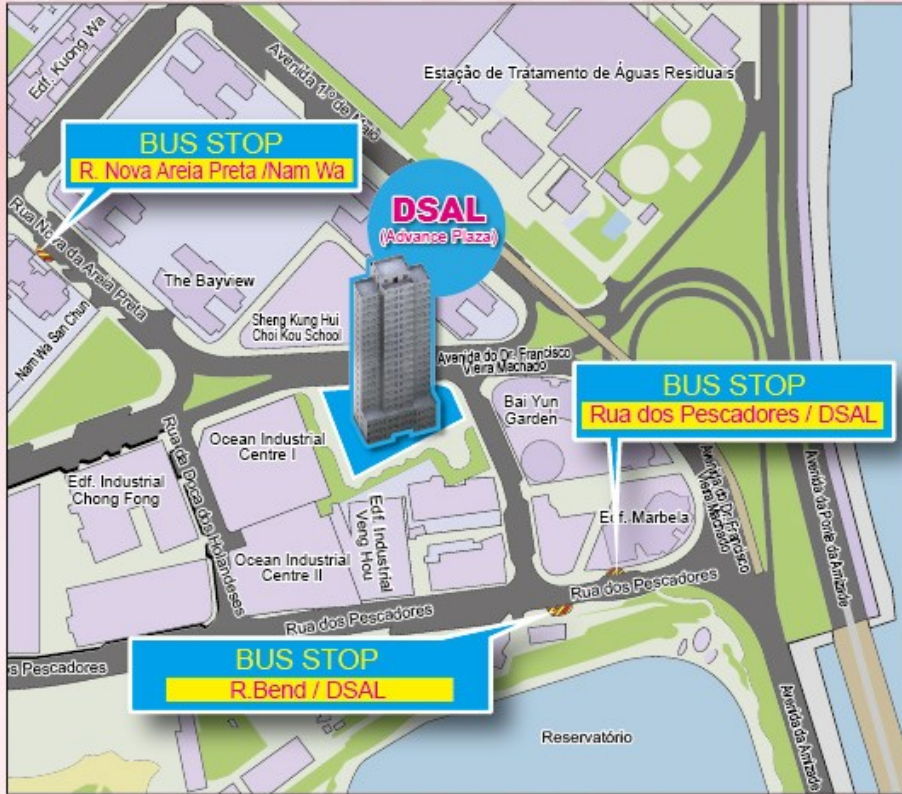 Edf. Kuong Wa
Avenida 1.º de Maio
Estação de Tratamento de Águas Residuais
BUS STOP
R. Nova Areia Preta /Nam Wa
DSAL
(Advance Plaza)
Rua Nova da Areia Preta
The Bayview
Nam Wa San Chun
Sheng Kung Hui
Choi Kou School
Avenida do Dr. Francisco
Vieira Machado
BUS STOP
Rua dos Pescadores / DSAL
Bai Yun
Garden
Rua da Doca dos Holandeses
Ocean Industrial
Centre I
Edf. Industrial
Chong Fong
Edf. Industrial
Veng Hou
Edf. Marbela
Avenida do Dr. Francisco
Vieira Machado
Avenida da Ponte da Amizade
Ocean Industrial
Centre II
Rua dos Pescadores
Rua dos Pescadores
os Pescadores
BUS STOP
R.Bend / DSAL
Reservatório
Avenida da Amizade